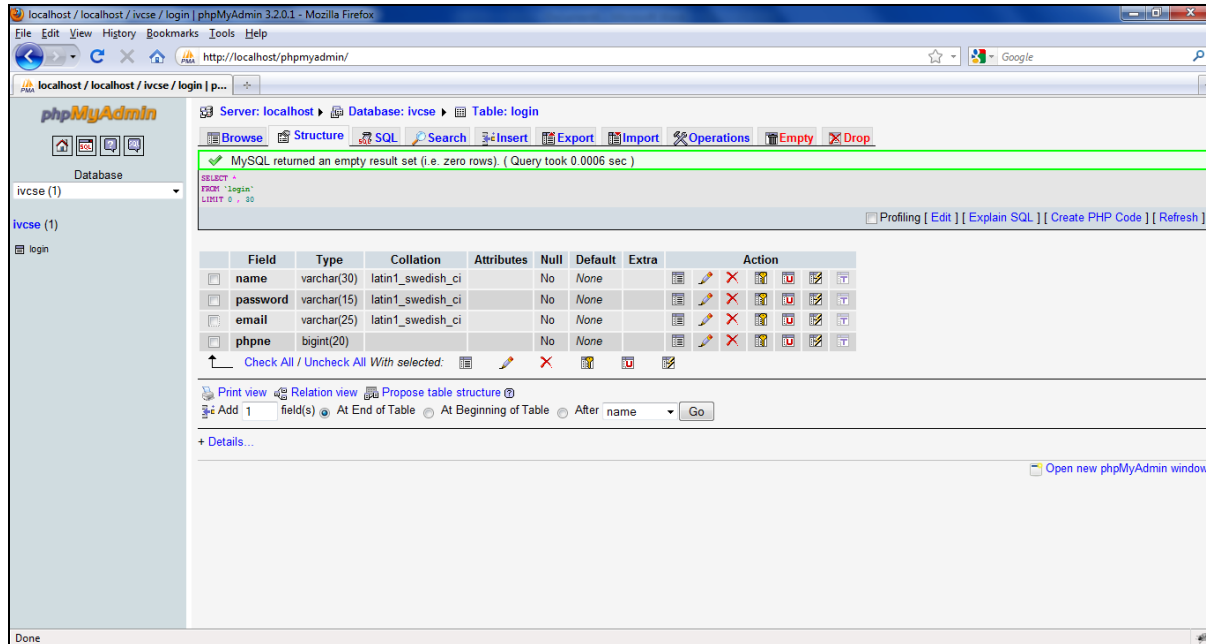 localhost / localhost / ivcse / login | phpMyAdmin 3.2.0.1 - Mozilla Firefox
File Edit View History Bookmarks Tools Help
http://localhost/phpmyadmin/
Google
localhost / localhost / ivcse / login | p...
phpMyAdmin
Database
ivcse (1)
ivcse (1)
login
Server: localhost Database: ivcse Table: login
Browse Structure SQL Search Insert Export Import Operations Empty Drop
MySQL returned an empty result set (i.e. zero rows). ( Query took 0.0006 sec )
SELECT *
FROM `login`
LIMIT 0 , 30
Profiling [ Edit ] [ Explain SQL ] [ Create PHP Code ] [ Refresh ]
Field Type Collation Attributes Null Default Extra Action
name varchar(30) latin1_swedish_ci No None
password varchar(15) latin1_swedish_ci No None
email varchar(25) latin1_swedish_ci No None
phpne bigint(20) No None
Check All / Uncheck All With selected:
Print view Relation view Propose table structure
Add 1 field(s) At End of Table At Beginning of Table After name Go
+ Details...
Open new phpMyAdmin window
Done